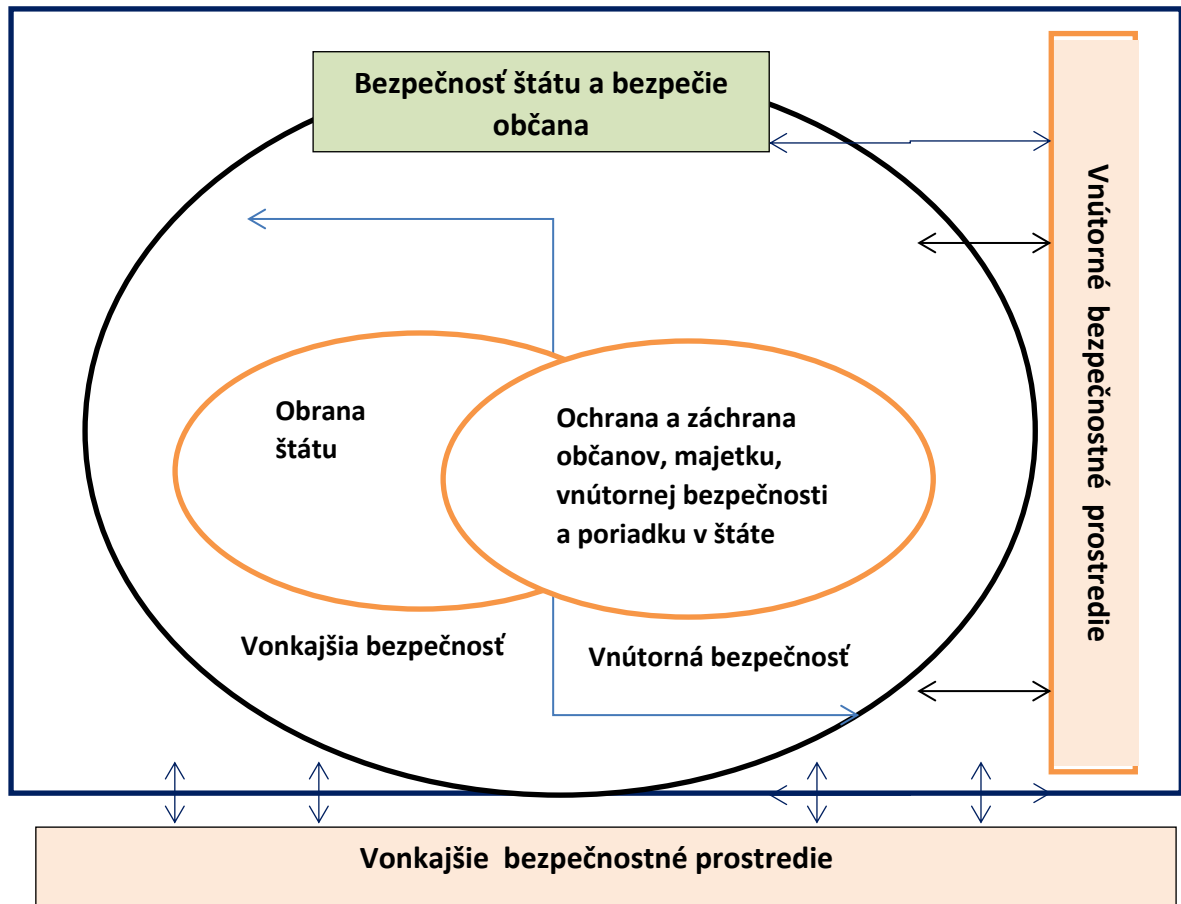 Bezpečnosť štátu a bezpečie
občana
Vnútorné bezpečnostné prostredie
Obrana
štátu
Ochrana a záchrana
občanov, majetku,
vnútornej bezpečnosti
a poriadku v štáte
Vonkajšia bezpečnosť
Vnútorná bezpečnosť
Vonkajšie bezpečnostné prostredie